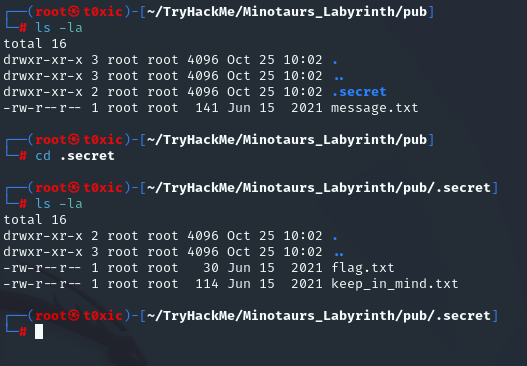 ┌──(root㉿t0xic)-[~/TryHackMe/Minotaurs_Labyrinth/pub]
└─# ls -la
total 16
drwxr-xr-x 3 root root 4096 Oct 25 10:02 .
drwxr-xr-x 3 root root 4096 Oct 25 10:02 ..
drwxr-xr-x 2 root root 4096 Oct 25 10:02 .secret
-rw-r--r-- 1 root root  141 Jun 15  2021 message.txt
┌──(root㉿t0xic)-[~/TryHackMe/Minotaurs_Labyrinth/pub]
└─# cd .secret
┌──(root㉿t0xic)-[~/TryHackMe/Minotaurs_Labyrinth/pub/.secret]
└─# ls -la
total 16
drwxr-xr-x 2 root root 4096 Oct 25 10:02 .
drwxr-xr-x 3 root root 4096 Oct 25 10:02 ..
-rw-r--r-- 1 root root   30 Jun 15  2021 flag.txt
-rw-r--r-- 1 root root  114 Jun 15  2021 keep_in_mind.txt
┌──(root㉿t0xic)-[~/TryHackMe/Minotaurs_Labyrinth/pub/.secret]
└─#